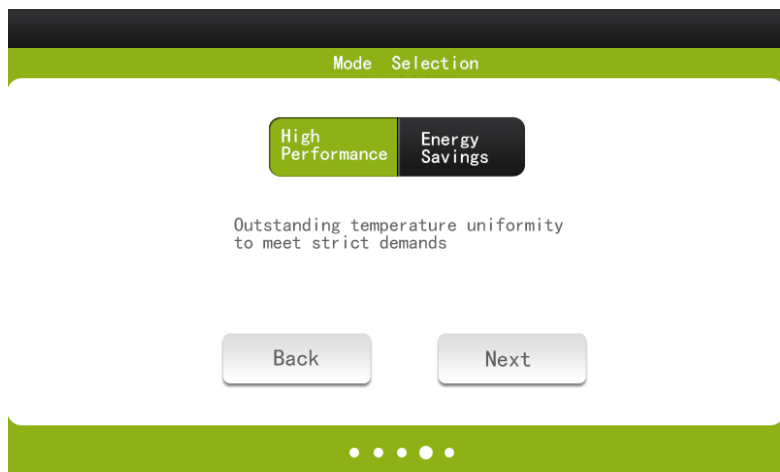 Mode Selection
High
Performance
Energy
Savings
Outstanding temperature uniformity
to meet strict demands
Back
Next